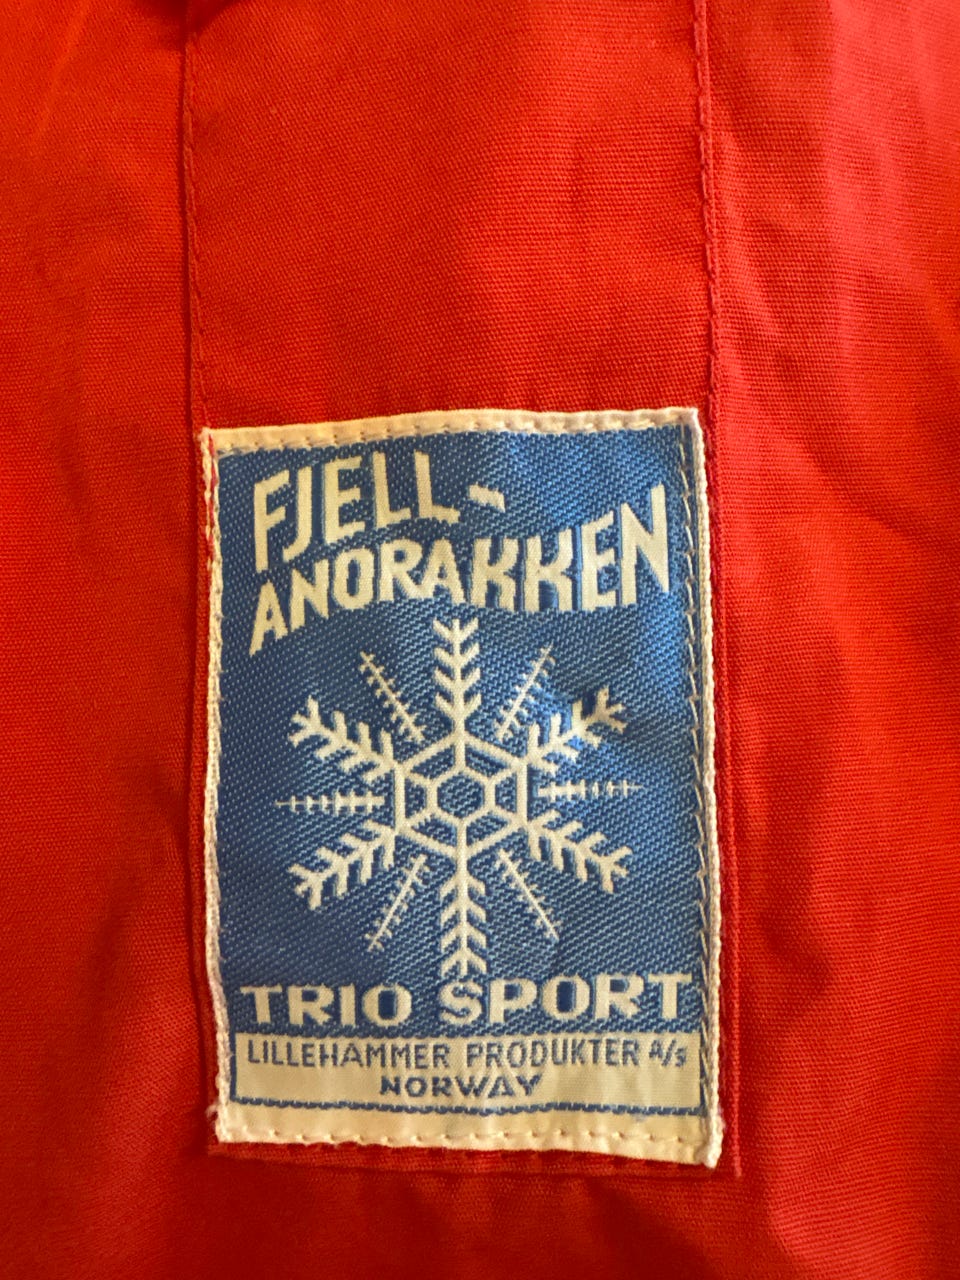 FJELL-
ANORAKKEN
TRIO SPORT
LILLEHAMMER PRODUKTER A/S
NORWAY